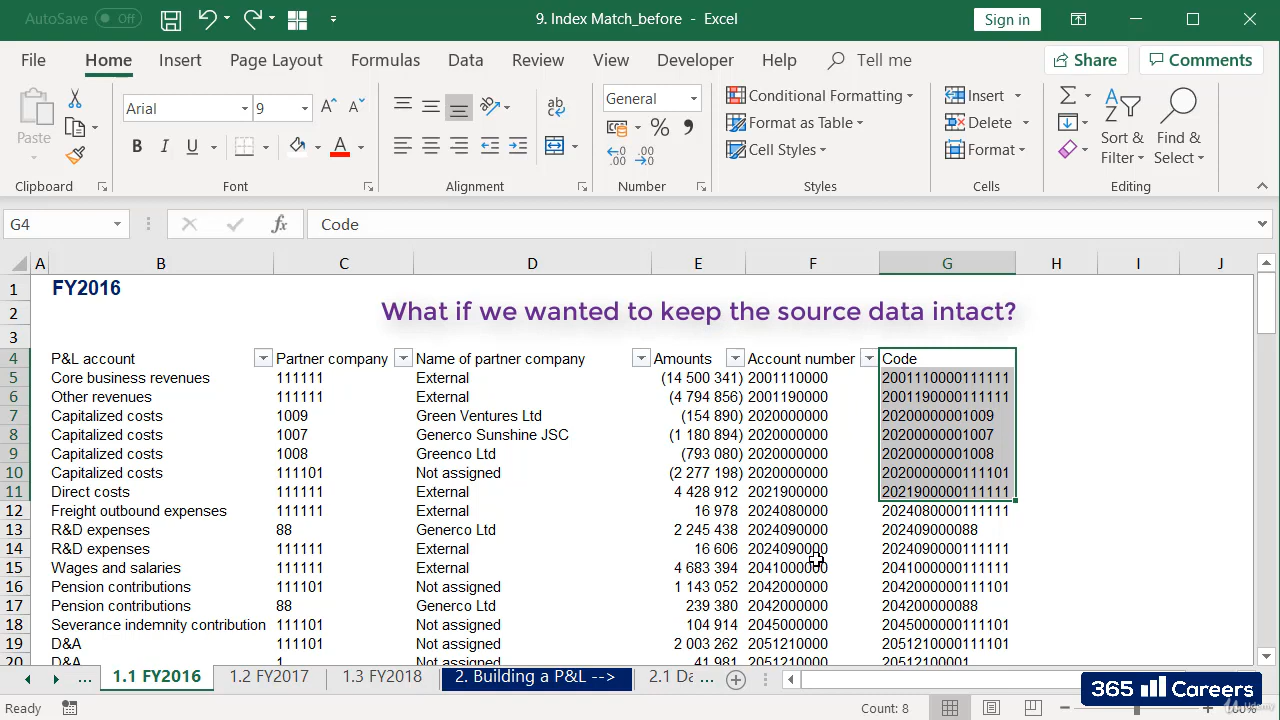 AutoSave Off 9. Index Match_before - Excel Sign in
File Home Insert Page Layout Formulas Data Review View Developer Help Tell me Share Comments
Paste Arial 9 General Conditional Formatting Insert Sort & Filter Find & Select
B I U A % Format as Table Delete
Cell Styles Format
Clipboard Font Alignment Number Styles Cells Editing
G4 fx Code
A B C D E F G H I J
1 FY2016
2 What if we wanted to keep the source data intact?
3
4 P&L account Partner company Name of partner company Amounts Account number Code
5 Core business revenues 111111 External (14 500 341) 2001110000 2001110000111111
6 Other revenues 111111 External (4 794 856) 2001190000 2001190000111111
7 Capitalized costs 1009 Green Ventures Ltd (154 890) 2020000000 20200000001009
8 Capitalized costs 1007 Generco Sunshine JSC (1 180 894) 2020000000 20200000001007
9 Capitalized costs 1008 Greenco Ltd (793 080) 2020000000 20200000001008
10 Capitalized costs 111101 Not assigned (2 277 198) 2020000000 2020000000111101
11 Direct costs 111111 External 4 428 912 2021900000 2021900000111111
12 Freight outbound expenses 111111 External 16 978 2024080000 2024080000111111
13 R&D expenses 88 Generco Ltd 2 245 438 2024090000 202409000088
14 R&D expenses 111111 External 16 606 2024090000 2024090000111111
15 Wages and salaries 111111 External 4 683 394 2041000000 2041000000111111
16 Pension contributions 111101 Not assigned 1 143 052 2042000000 2042000000111101
17 Pension contributions 88 Generco Ltd 239 380 2042000000 204200000088
18 Severance indemnity contribution 111101 Not assigned 104 914 2045000000 2045000000111101
19 D&A 111101 Not assigned 2 003 262 2051210000 2051210000111101
20 D&A 1 Not assigned 41 981 2051210000 20512100001
... 1.1 FY2016 1.2 FY2017 1.3 FY2018 2. Building a P&L --> 2.1 Da ...
Ready Count: 8
365 Careers
Udemy